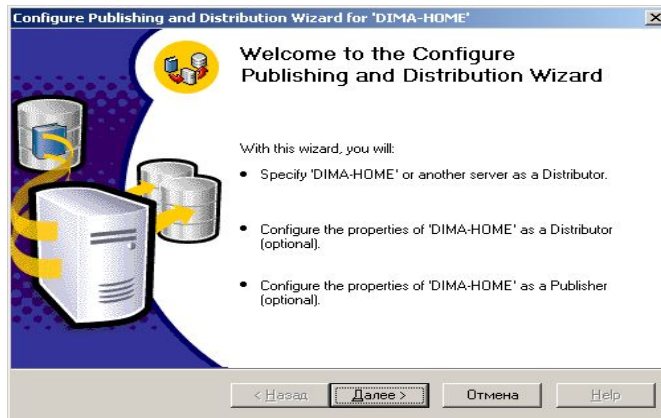 Configure Publishing and Distribution Wizard for 'DIMA-HOME'
Welcome to the Configure
Publishing and Distribution Wizard
With this wizard, you will:
• Specify 'DIMA-HOME' or another server as a Distributor.
• Configure the properties of 'DIMA-HOME' as a Distributor
(optional).
• Configure the properties of 'DIMA-HOME' as a Publisher
(optional).
< Назад Далее > Отмена Help